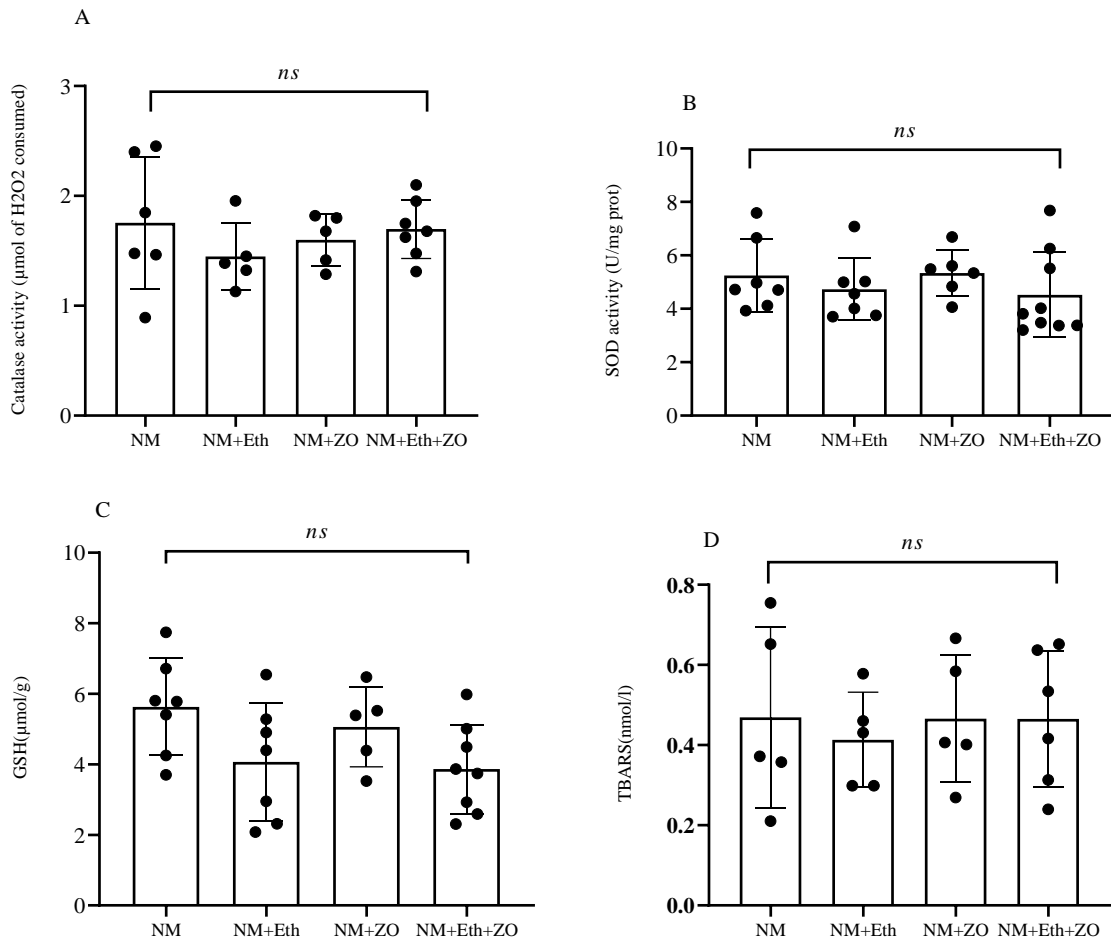 A
ns
Catalase activity (µmol of H2O2 consumed)
3
2
1
0
NM NM+Eth NM+ZO NM+Eth+ZO
B
ns
SOD activity (U/mg prot)
10
8
6
4
2
0
NM NM+Eth NM+ZO NM+Eth+ZO
C
ns
GSH(µmol/g)
10
8
6
4
2
0
NM NM+Eth NM+ZO NM+Eth+ZO
D
ns
TBARS(nmol/l)
0.8
0.6
0.4
0.2
0.0
NM NM+Eth NM+ZO NM+Eth+ZO